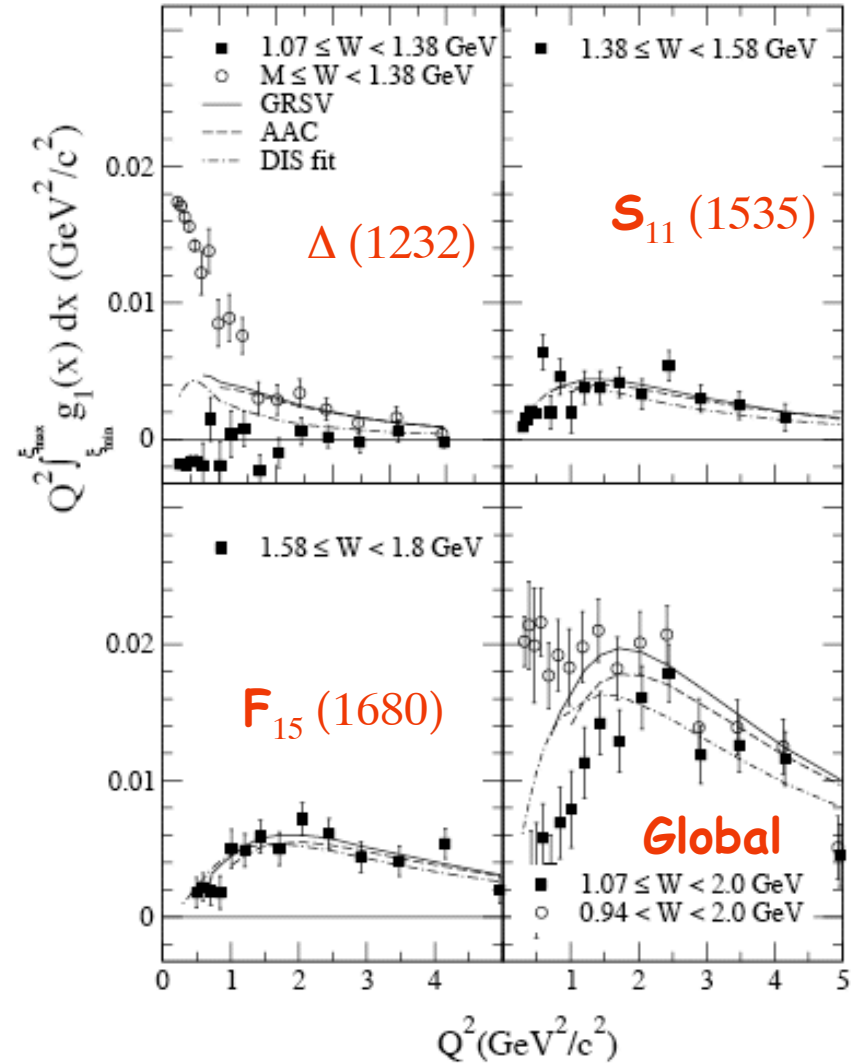 ■ 1.07 ≤ W < 1.38 GeV
○ M ≤ W < 1.38 GeV
GRSV
AAC
DIS fit
Δ (1232)
■ 1.38 ≤ W < 1.58 GeV
S₁₁ (1535)
0.02
0.01
0
Q² ∫ξmin^ξmax g₁(x) dx (GeV²/c²)
■ 1.58 ≤ W < 1.8 GeV
F₁₅ (1680)
Global
■ 1.07 ≤ W < 2.0 GeV
○ 0.94 < W < 2.0 GeV
0.02
0.01
0
0 1 2 3 4 1 2 3 4 5
Q²(GeV²/c²)